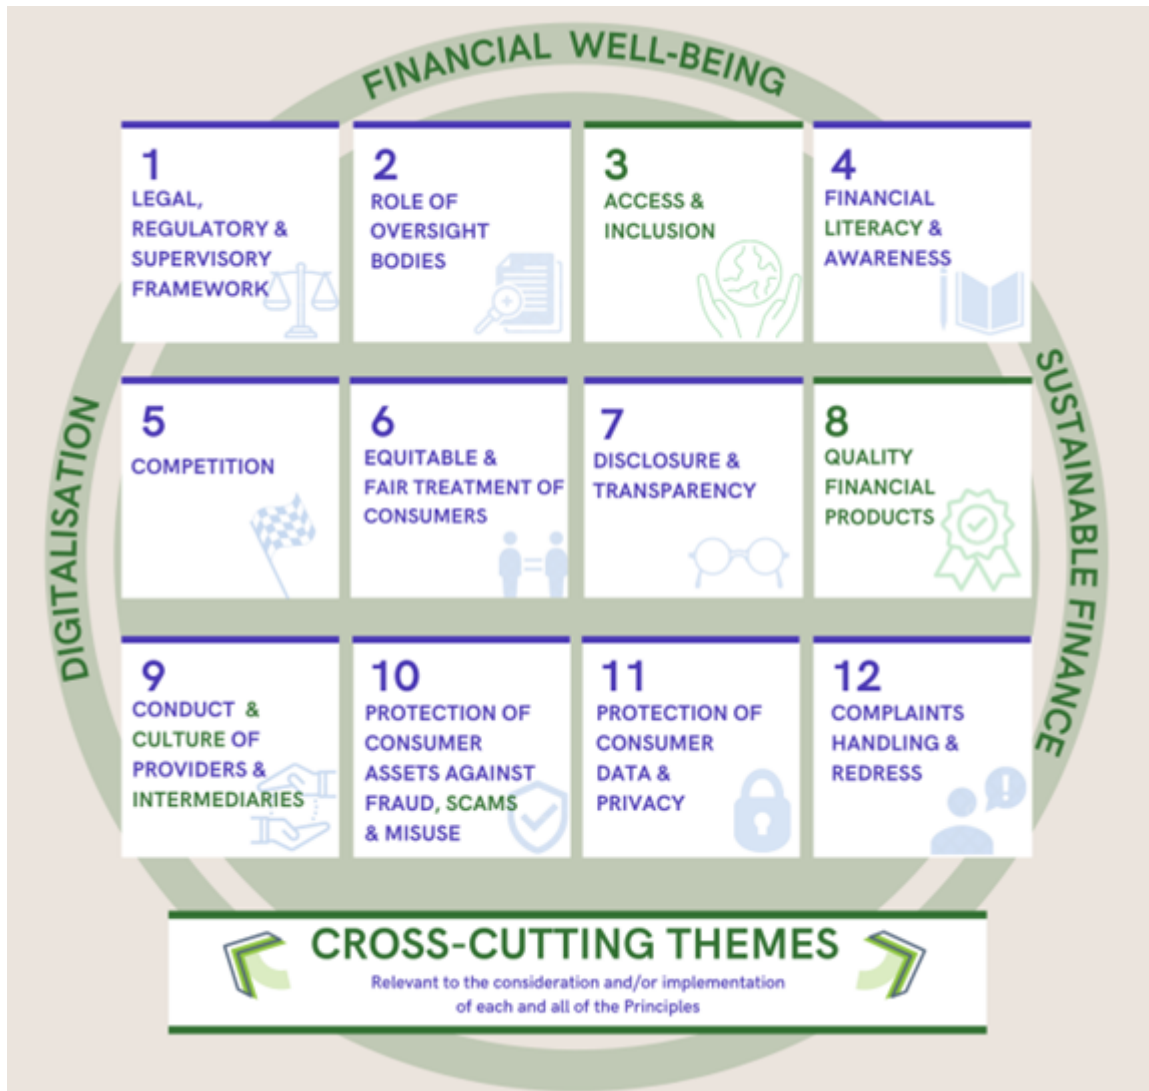 FINANCIAL WELL-BEING
1
LEGAL,
REGULATORY &
SUPERVISORY
FRAMEWORK
2
ROLE OF
OVERSIGHT
BODIES
3
ACCESS &
INCLUSION
4
FINANCIAL
LITERACY &
AWARENESS
DIGITALISATION
5
COMPETITION
6
EQUITABLE &
FAIR TREATMENT OF
CONSUMERS
7
DISCLOSURE &
TRANSPARENCY
8
QUALITY
FINANCIAL
PRODUCTS
SUSTAINABLE FINANCE
9
CONDUCT &
CULTURE OF
PROVIDERS &
INTERMEDIARIES
10
PROTECTION OF
CONSUMER
ASSETS AGAINST
FRAUD, SCAMS
& MISUSE
11
PROTECTION OF
CONSUMER
DATA &
PRIVACY
12
COMPLAINTS
HANDLING &
REDRESS
CROSS-CUTTING THEMES
Relevant to the consideration and/or implementation
of each and all of the Principles